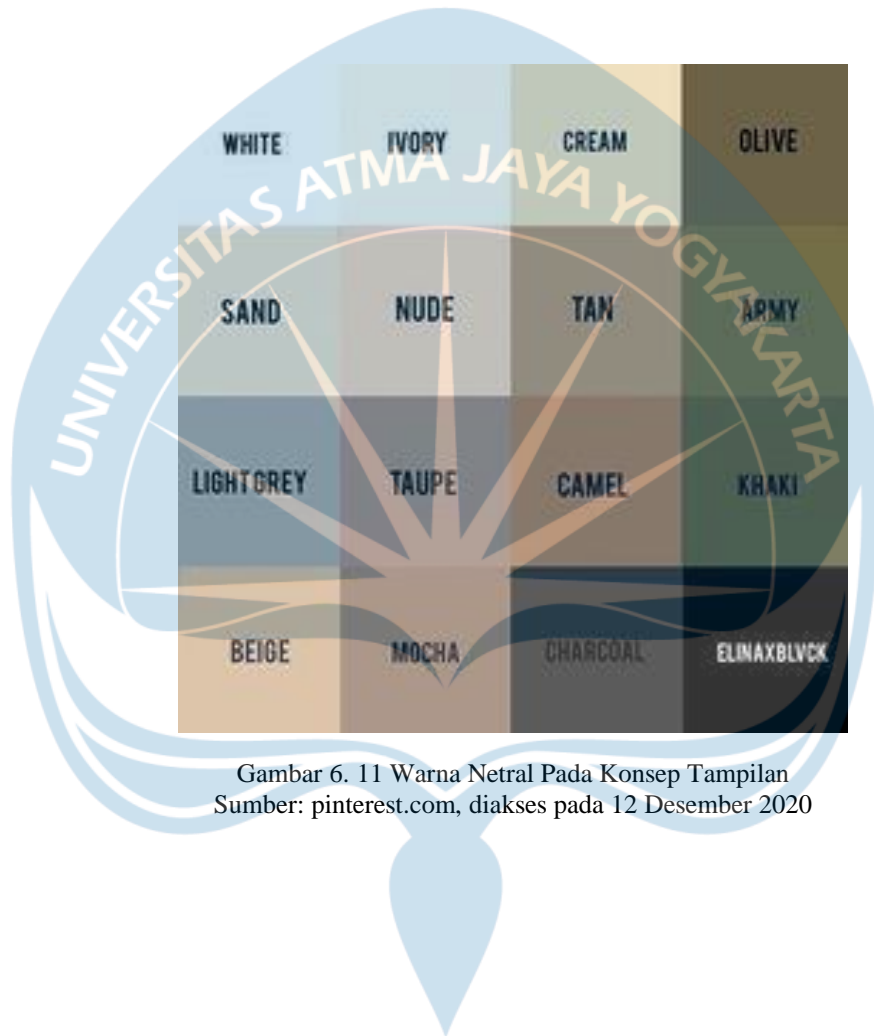 UNIVERSITAS ATMA JAYA YOGYAKARTA
WHITE IVORY CREAM OLIVE
SAND NUDE TAN ARMY
LIGHT GREY TAUPE CAMEL KHAKI
BEIGE MOCHA CHARCOAL ELINAXBLVCK
Gambar 6. 11 Warna Netral Pada Konsep Tampilan
Sumber: pinterest.com, diakses pada 12 Desember 2020